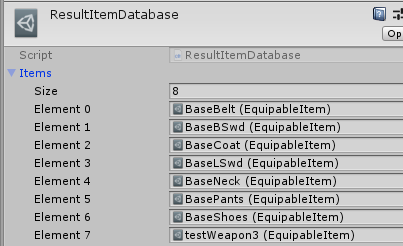 ResultItemDatabase
Op
Script ResultItemDatabase
Items
Size 8
Element 0 BaseBelt (EquipableItem)
Element 1 BaseBSwd (EquipableItem)
Element 2 BaseCoat (EquipableItem)
Element 3 BaseLSwd (EquipableItem)
Element 4 BaseNeck (EquipableItem)
Element 5 BasePants (EquipableItem)
Element 6 BaseShoes (EquipableItem)
Element 7 testWeapon3 (EquipableItem)